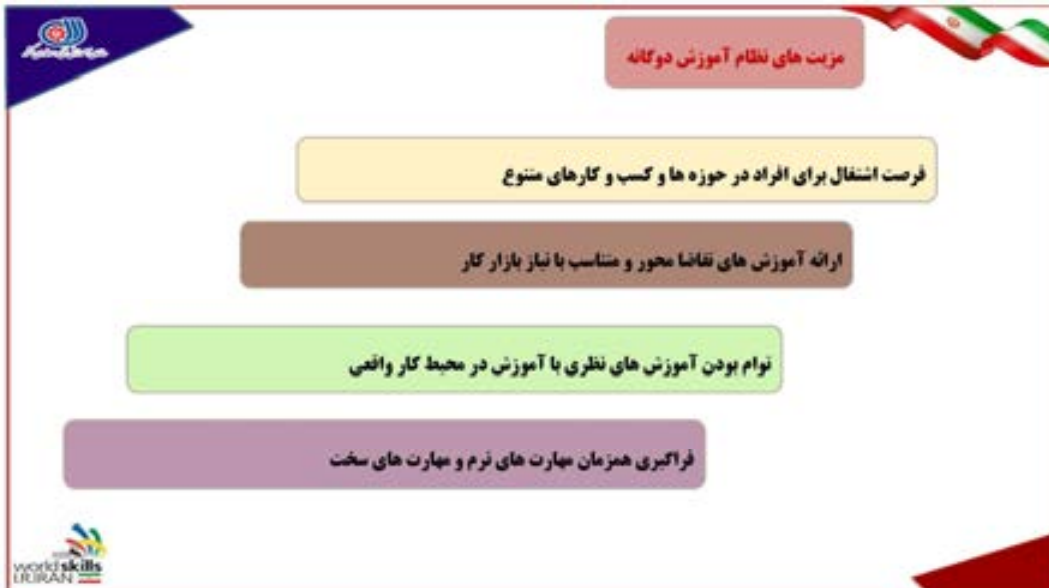 مزیت های نظام آموزش دوگانه
فرصت اشتغال برای افراد در حوزه ها و کسب و کارهای متنوع
ارائه آموزش های تقاضا محور و متناسب با نیاز بازار کار
توام بودن آموزش های نظری با آموزش در محیط کار واقعی
فراگیری همزمان مهارت های نرم و مهارت های سخت
worldskills
I.R.IRAN